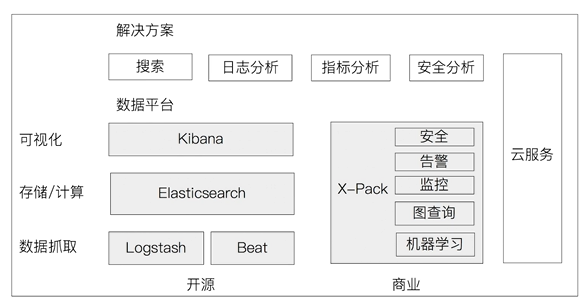 解决方案
搜索
日志分析
指标分析
安全分析
数据平台
可视化
Kibana
存储/计算
Elasticsearch
数据抓取
Logstash
Beat
X-Pack
安全
告警
监控
图查询
机器学习
云服务
开源
商业